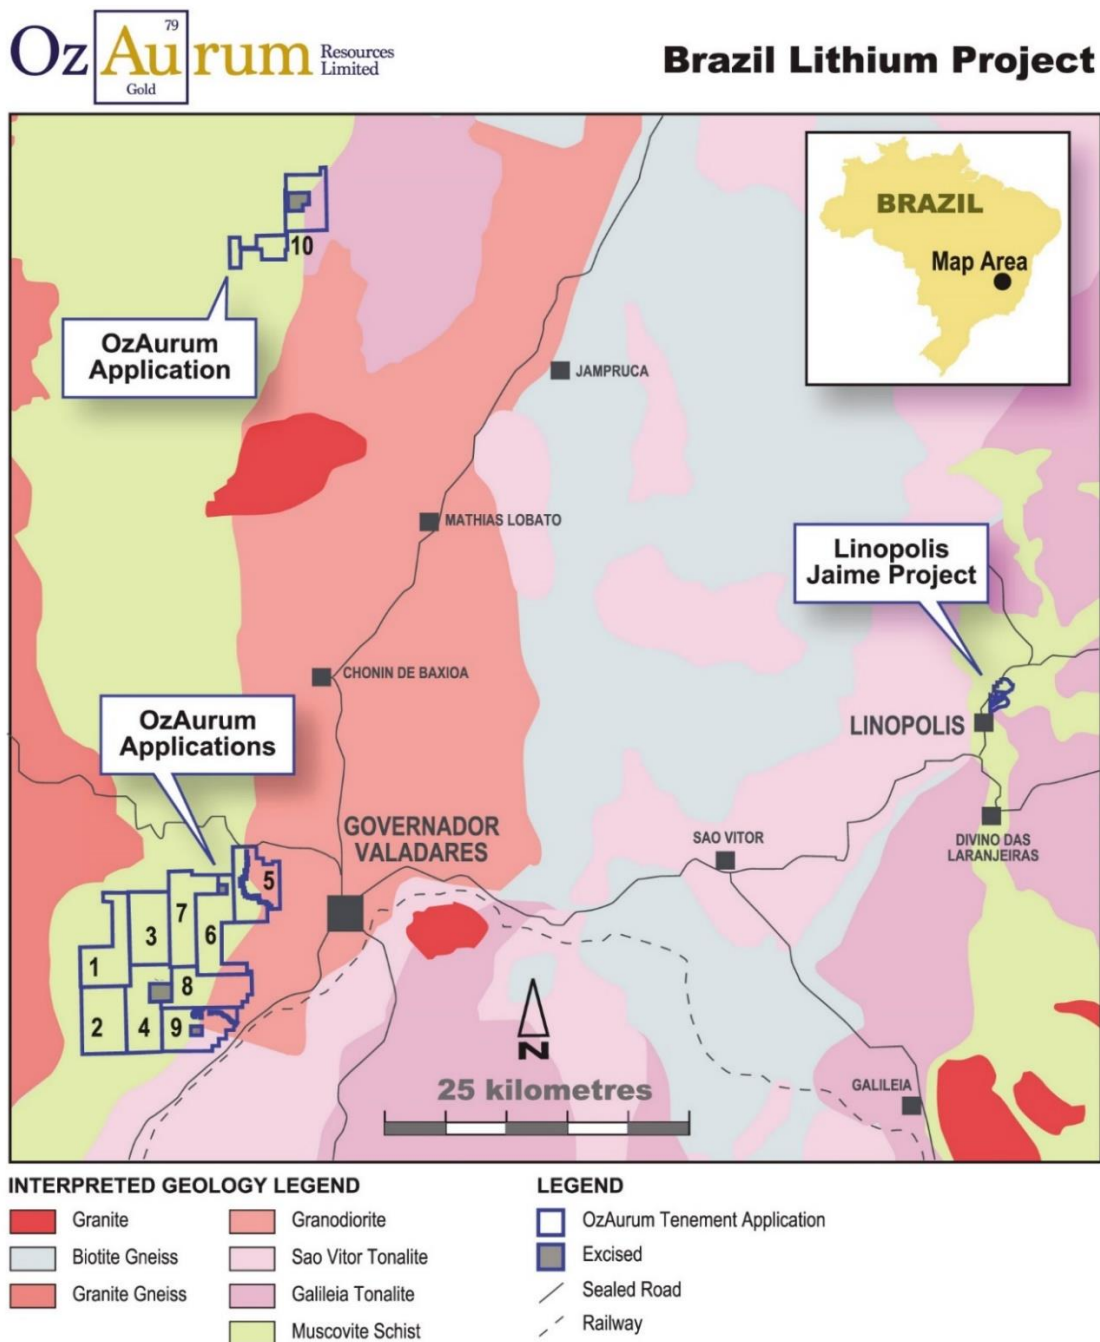 79
OzAurum
Gold
Resources
Limited
Brazil Lithium Project
BRAZIL
Map Area
10
OzAurum
Application
JAMPRUCA
MATHIAS LOBATO
Linopolis
Jaime Project
CHONIN DE BAXIOA
OzAurum
Applications
LINOPOLIS
GOVERNADOR
VALADARES
SAO VITOR
DIVINO DAS
LARANJEIRAS
5
7
3
6
1
8
2
4
9
N
25 kilometres
GALILEIA
INTERPRETED GEOLOGY LEGEND
Granite
Biotite Gneiss
Granite Gneiss
Granodiorite
Sao Vitor Tonalite
Galileia Tonalite
Muscovite Schist
LEGEND
OzAurum Tenement Application
Excised
Sealed Road
Railway